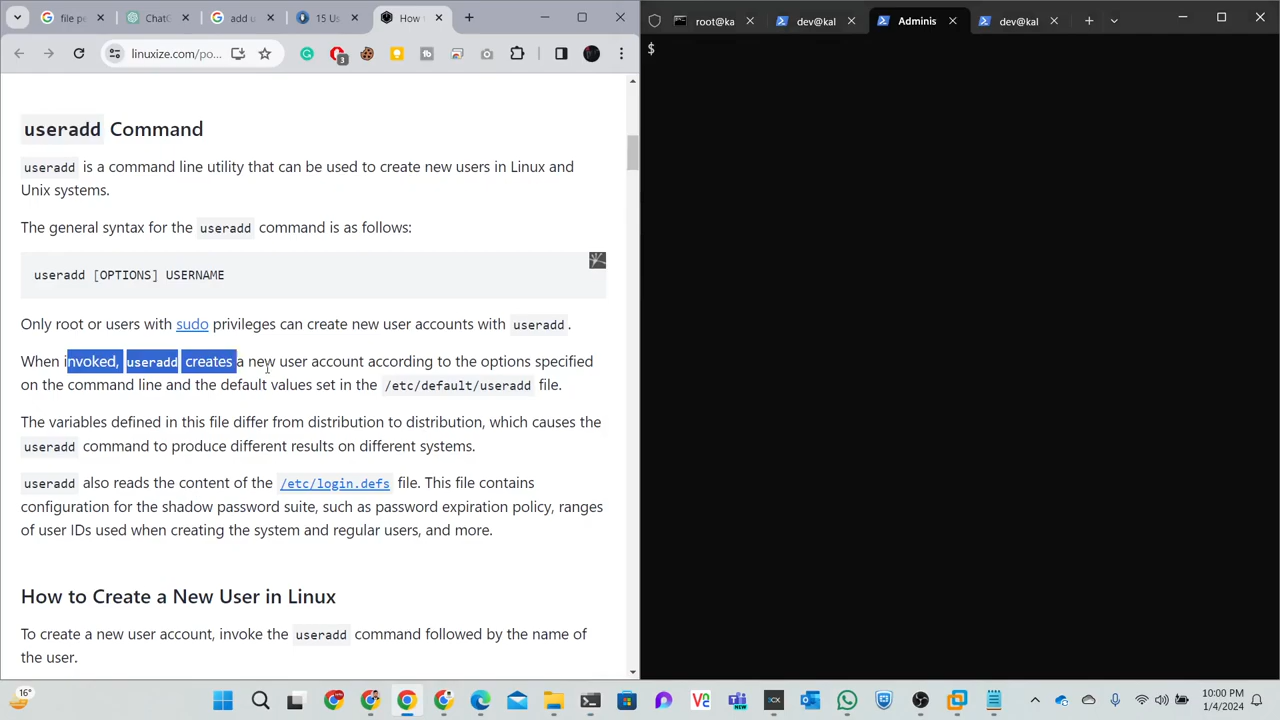 google pe
ChatC
add u
15 Us
How t
root@ka
dev@kal
Adminis
dev@kal
linuxize.com/po...
3
$
useradd Command
useradd is a command line utility that can be used to create new users in Linux and
Unix systems.
The general syntax for the useradd command is as follows:
useradd [OPTIONS] USERNAME
Only root or users with sudo privileges can create new user accounts with useradd.
When invoked, useradd creates a new user account according to the options specified
on the command line and the default values set in the /etc/default/useradd file.
The variables defined in this file differ from distribution to distribution, which causes the
useradd command to produce different results on different systems.
useradd also reads the content of the /etc/login.defs file. This file contains
configuration for the shadow password suite, such as password expiration policy, ranges
of user IDs used when creating the system and regular users, and more.
How to Create a New User in Linux
To create a new user account, invoke the useradd command followed by the name of
the user.
16°
10:00 PM
1/4/2024